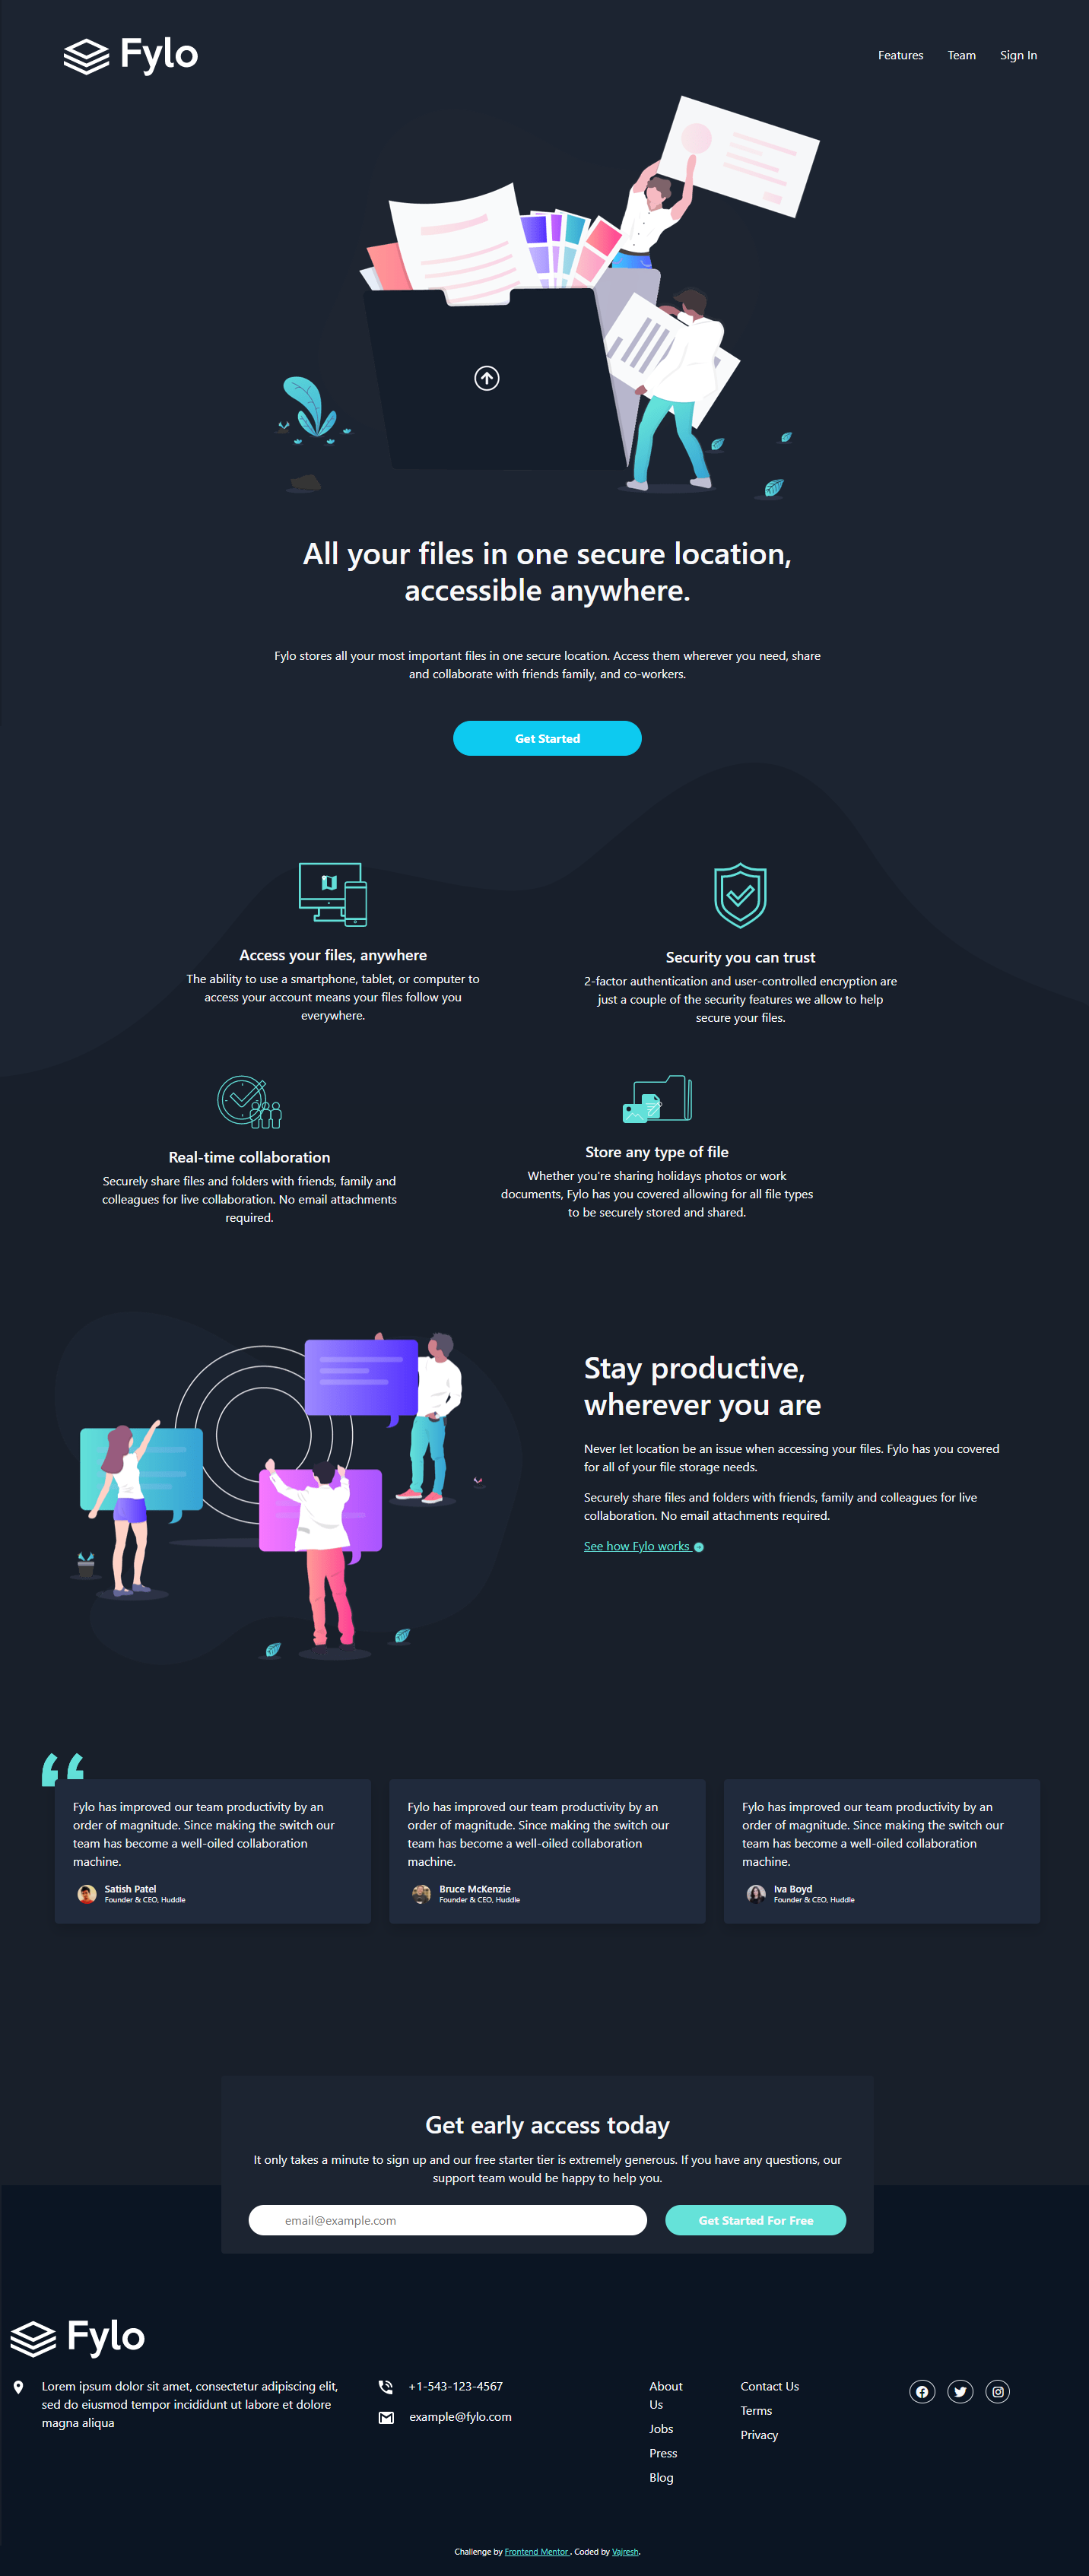 Fylo
Features Team Sign In
All your files in one secure location,
accessible anywhere.
Fylo stores all your most important files in one secure location. Access them wherever you need, share
and collaborate with friends family, and co-workers.
Get Started
Access your files, anywhere
The ability to use a smartphone, tablet, or computer to
access your account means your files follow you
everywhere.
Security you can trust
2-factor authentication and user-controlled encryption are
just a couple of the security features we allow to help
secure your files.
Real-time collaboration
Securely share files and folders with friends, family and
colleagues for live collaboration. No email attachments
required.
Store any type of file
Whether you're sharing holidays photos or work
documents, Fylo has you covered allowing for all file types
to be securely stored and shared.
Stay productive,
wherever you are
Never let location be an issue when accessing your files. Fylo has you covered
for all of your file storage needs.
Securely share files and folders with friends, family and colleagues for live
collaboration. No email attachments required.
See how Fylo works
Fylo has improved our team productivity by an
order of magnitude. Since making the switch our
team has become a well-oiled collaboration
machine.
Satish Patel
Founder & CEO, Huddle
Fylo has improved our team productivity by an
order of magnitude. Since making the switch our
team has become a well-oiled collaboration
machine.
Bruce McKenzie
Founder & CEO, Huddle
Fylo has improved our team productivity by an
order of magnitude. Since making the switch our
team has become a well-oiled collaboration
machine.
Iva Boyd
Founder & CEO, Huddle
Get early access today
It only takes a minute to sign up and our free starter tier is extremely generous. If you have any questions, our
support team would be happy to help you.
email@example.com
Get Started For Free
Fylo
Lorem ipsum dolor sit amet, consectetur adipiscing elit,
sed do eiusmod tempor incididunt ut labore et dolore
magna aliqua
+1-543-123-4567
example@fylo.com
About
Us
Jobs
Press
Blog
Contact Us
Terms
Privacy
Challenge by Frontend Mentor . Coded by Vajresh.